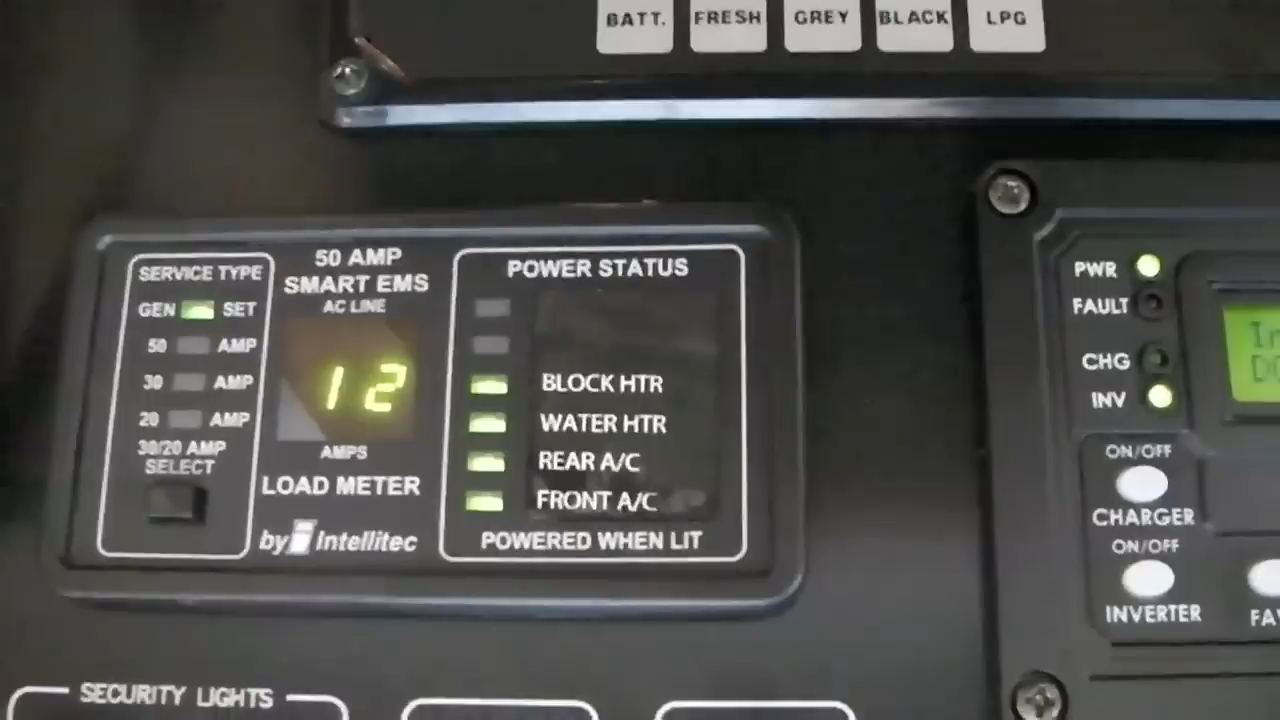 BATT. FRESH GREY BLACK LPG
SERVICE TYPE
GEN SET
50 AMP
30 AMP
20 AMP
30/20 AMP
SELECT
50 AMP
SMART EMS
AC LINE
12
AMPS
LOAD METER
by Intellitec
POWER STATUS
BLOCK HTR
WATER HTR
REAR A/C
FRONT A/C
POWERED WHEN LIT
PWR
FAULT
CHG
INV
ON/OFF
CHARGER
ON/OFF
INVERTER
SECURITY LIGHTS